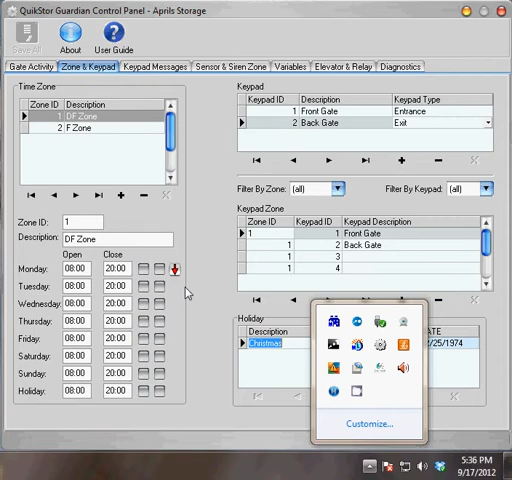 QuikStor Guardian Control Panel - Aprils Storage
Save All
About
User Guide
Gate Activity
Zone & Keypad
Keypad Messages
Sensor & Siren Zone
Variables
Elevator & Relay
Diagnostics
Time Zone
Zone ID Description
1 DF Zone
2 F Zone
Zone ID: 1
Description: DF Zone
Open Close
Monday: 08:00 20:00
Tuesday: 08:00 20:00
Wednesday: 08:00 20:00
Thursday: 08:00 20:00
Friday: 08:00 20:00
Saturday: 08:00 20:00
Sunday: 08:00 20:00
Holiday: 08:00 20:00
Keypad
Keypad ID Description Keypad Type
1 Front Gate Entrance
2 Back Gate Exit
Filter By Zone: (all) Filter By Keypad: (all)
Keypad Zone
Zone ID Keypad ID Keypad Description
1 1 Front Gate
1 2 Back Gate
1 3
1 4
Holiday
Description ATE
Christmas 2/25/1974
Customize...
5:36 PM
9/17/2012